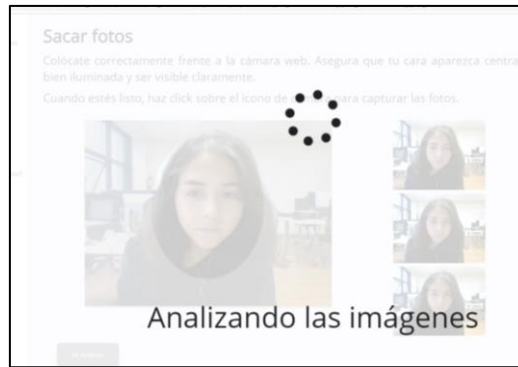 Sacar fotos
Colócate correctamente frente a la cámara web. Asegura que tu cara aparezca centra
bien iluminada y ser visible claramente.
Cuando estés listo, haz click sobre el icono de para capturar las fotos.
Analizando las imágenes